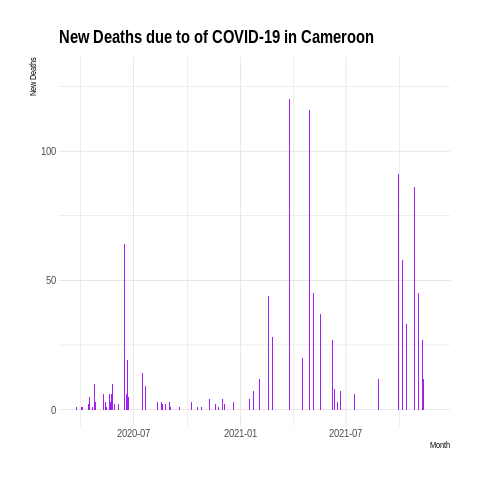 New Deaths due to of COVID-19 in Cameroon
New Deaths
100
50
0
2020-07 2021-01 2021-07
Month